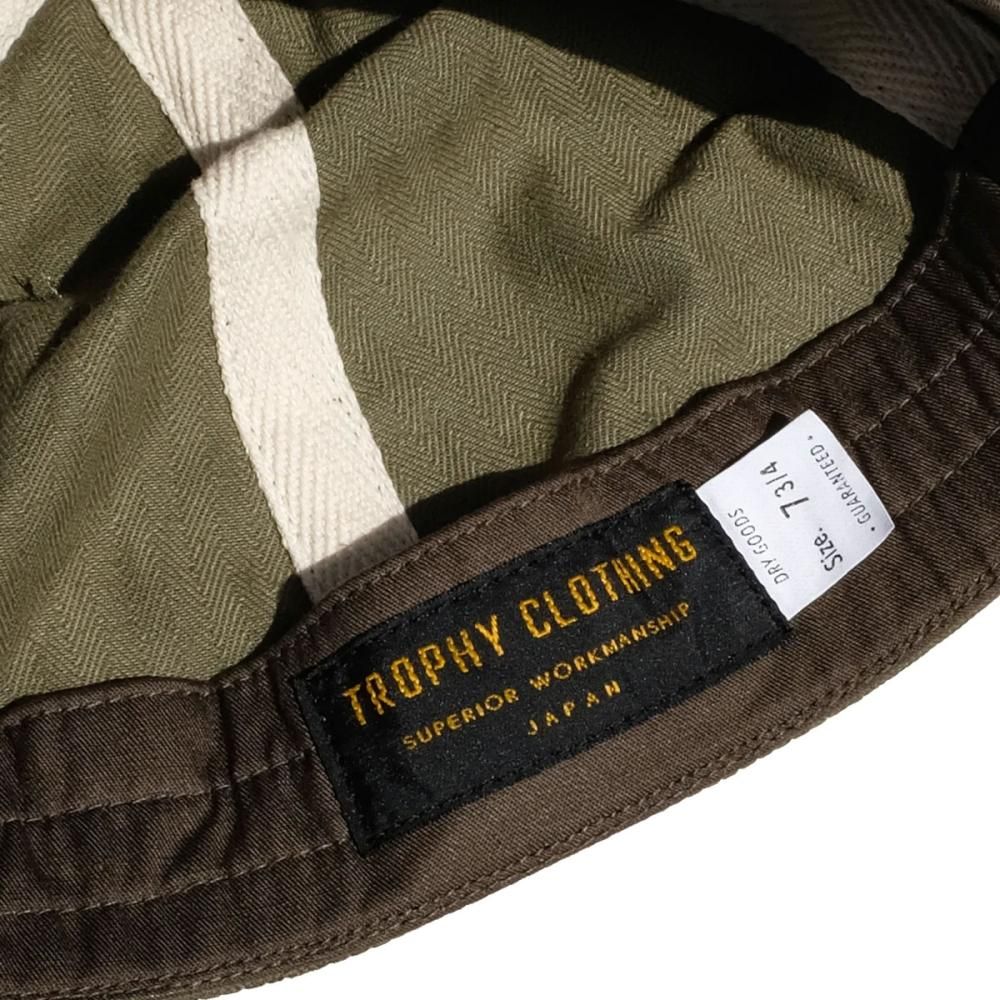 TROPHY CLOTHING
SUPERIOR WORKMANSHIP
JAPAN
DRY GOODS
Size. 7 3/4
• GUARANTEED •